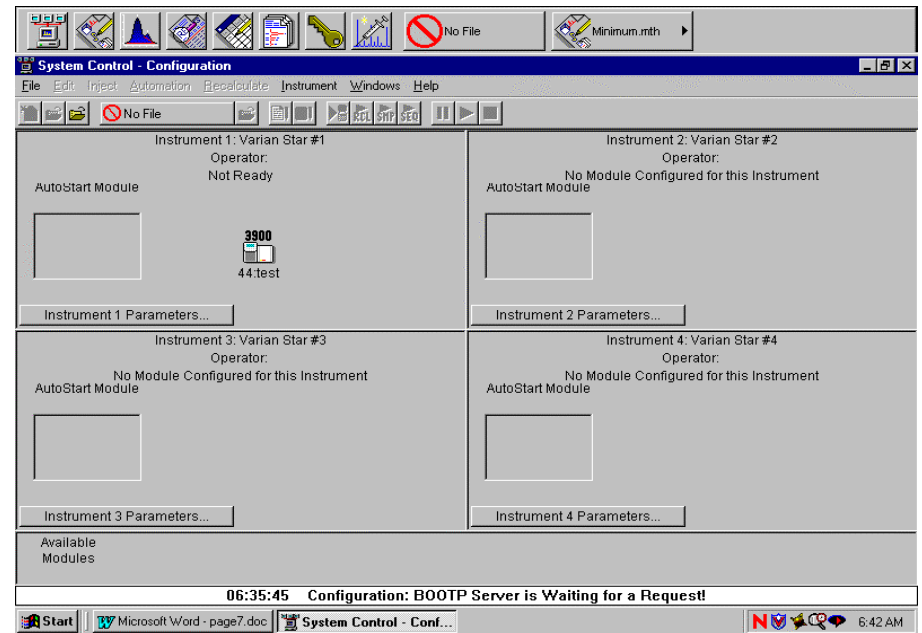 No File
Minimum.mth
System Control - Configuration
File Edit Inject Automation Recalculate Instrument Windows Help
No File
RCL SMP SEQ
Instrument 1: Varian Star #1
Operator:
Not Ready
AutoStart Module
3900
44:test
Instrument 1 Parameters...
Instrument 2: Varian Star #2
Operator:
No Module Configured for this Instrument
AutoStart Module
Instrument 2 Parameters...
Instrument 3: Varian Star #3
Operator:
No Module Configured for this Instrument
AutoStart Module
Instrument 3 Parameters...
Instrument 4: Varian Star #4
Operator:
No Module Configured for this Instrument
AutoStart Module
Instrument 4 Parameters...
Available
Modules
06:35:45 Configuration: BOOTP Server is Waiting for a Request!
Start
Microsoft Word - page7.doc
System Control - Conf...
N
6:42 AM